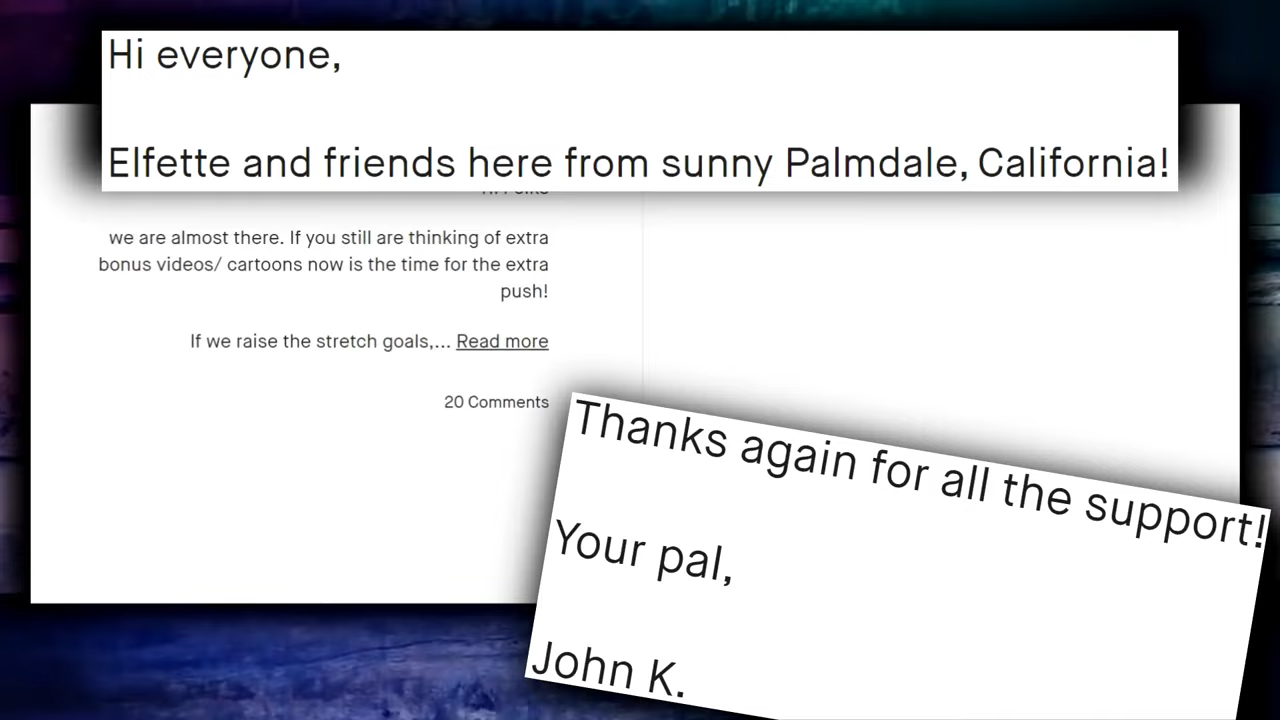 Hi everyone,
Elfette and friends here from sunny Palmdale, California!
we are almost there. If you still are thinking of extra
bonus videos/ cartoons now is the time for the extra
push!
If we raise the stretch goals,... Read more
20 Comments
Thanks again for all the support!
Your pal,
John K.